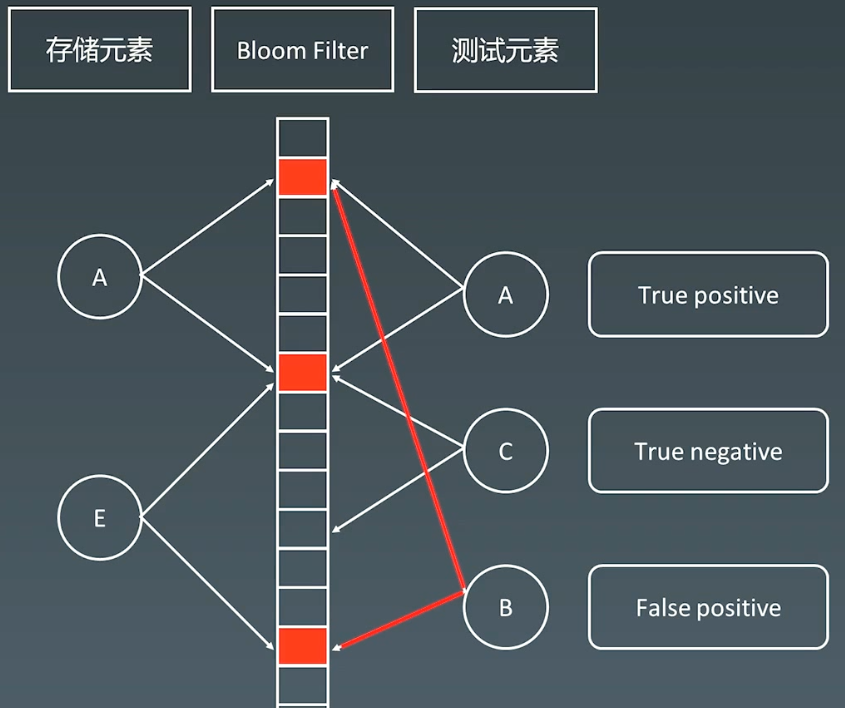 存储元素
Bloom Filter
测试元素
A
A
True positive
C
True negative
E
B
False positive